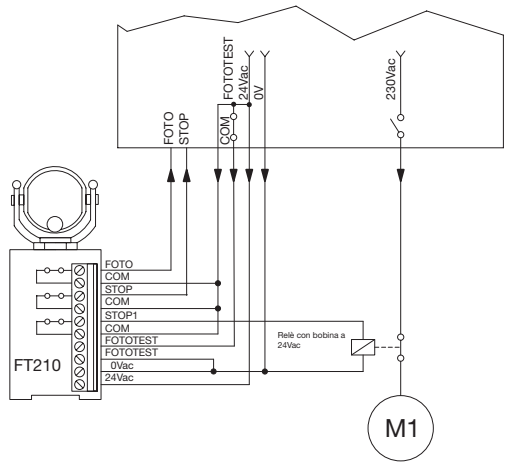 FOTOTEST
24Vac
0V
230Vac
FOTO
STOP
COM
FOTO
COM
STOP
COM
STOP1
COM
FOTOTEST
FOTOTEST
0Vac
24Vac
FT210
Relè con bobina a
24Vac
M1